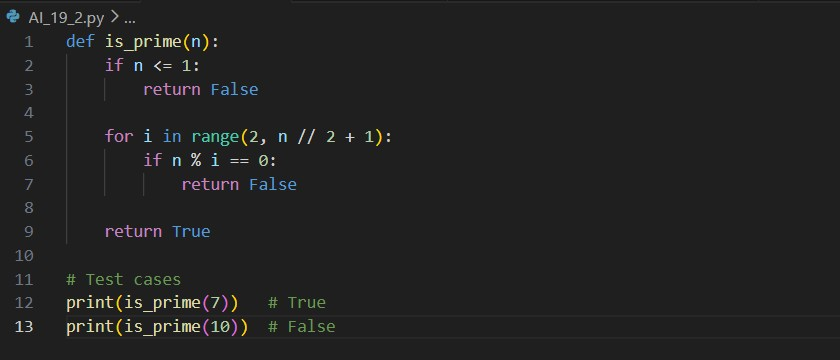 AI_19_2.py > ...
1 def is_prime(n):
2     if n <= 1:
3         return False
4
5     for i in range(2, n // 2 + 1):
6         if n % i == 0:
7             return False
8
9     return True
10
11 # Test cases
12 print(is_prime(7))   # True
13 print(is_prime(10))  # False